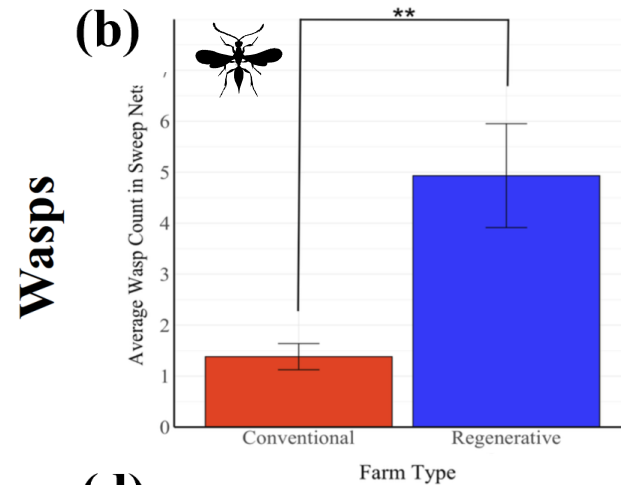 (b)
**
Wasps
Average Wasp Count in Sweep Nets
6
5
4
3
2
1
0
Conventional Regenerative
Farm Type
(d)